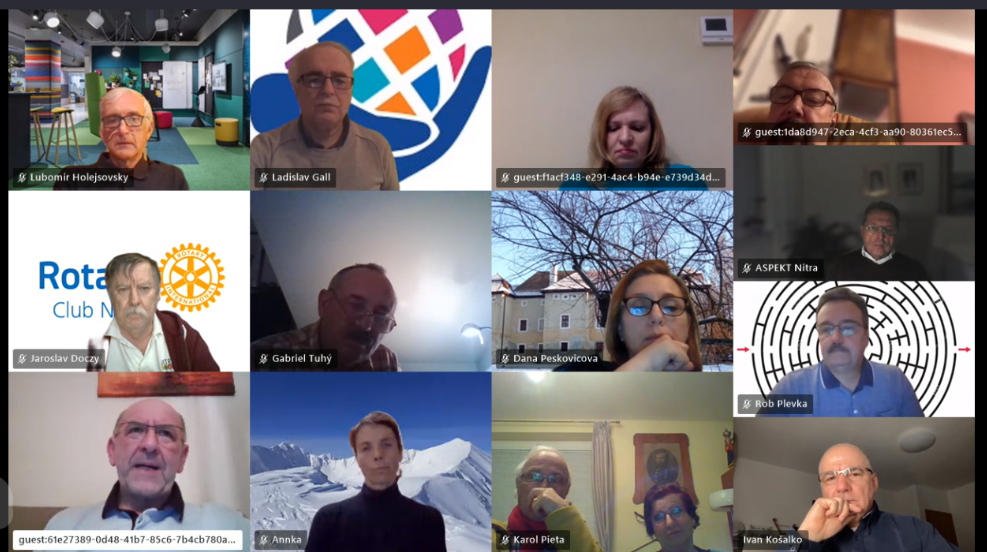 Lubomír Holejsovsky
Ladislav Gall
guest:f1acf348-e291-4ac4-b94e-e739d34d...
guest:1da8d947-2eca-4cf3-aa90-80361ec5...
ASPEKT Nitra
Rota
Club N
ROTARY
INTERNATIONAL
Jaroslav Doczy
Gabriel Tuhý
Dana Peskovicova
Rob Plevka
guest:61e27389-0d48-41b7-85c6-7b4cb780a...
Annka
Karol Pieta
Ivan Košalko